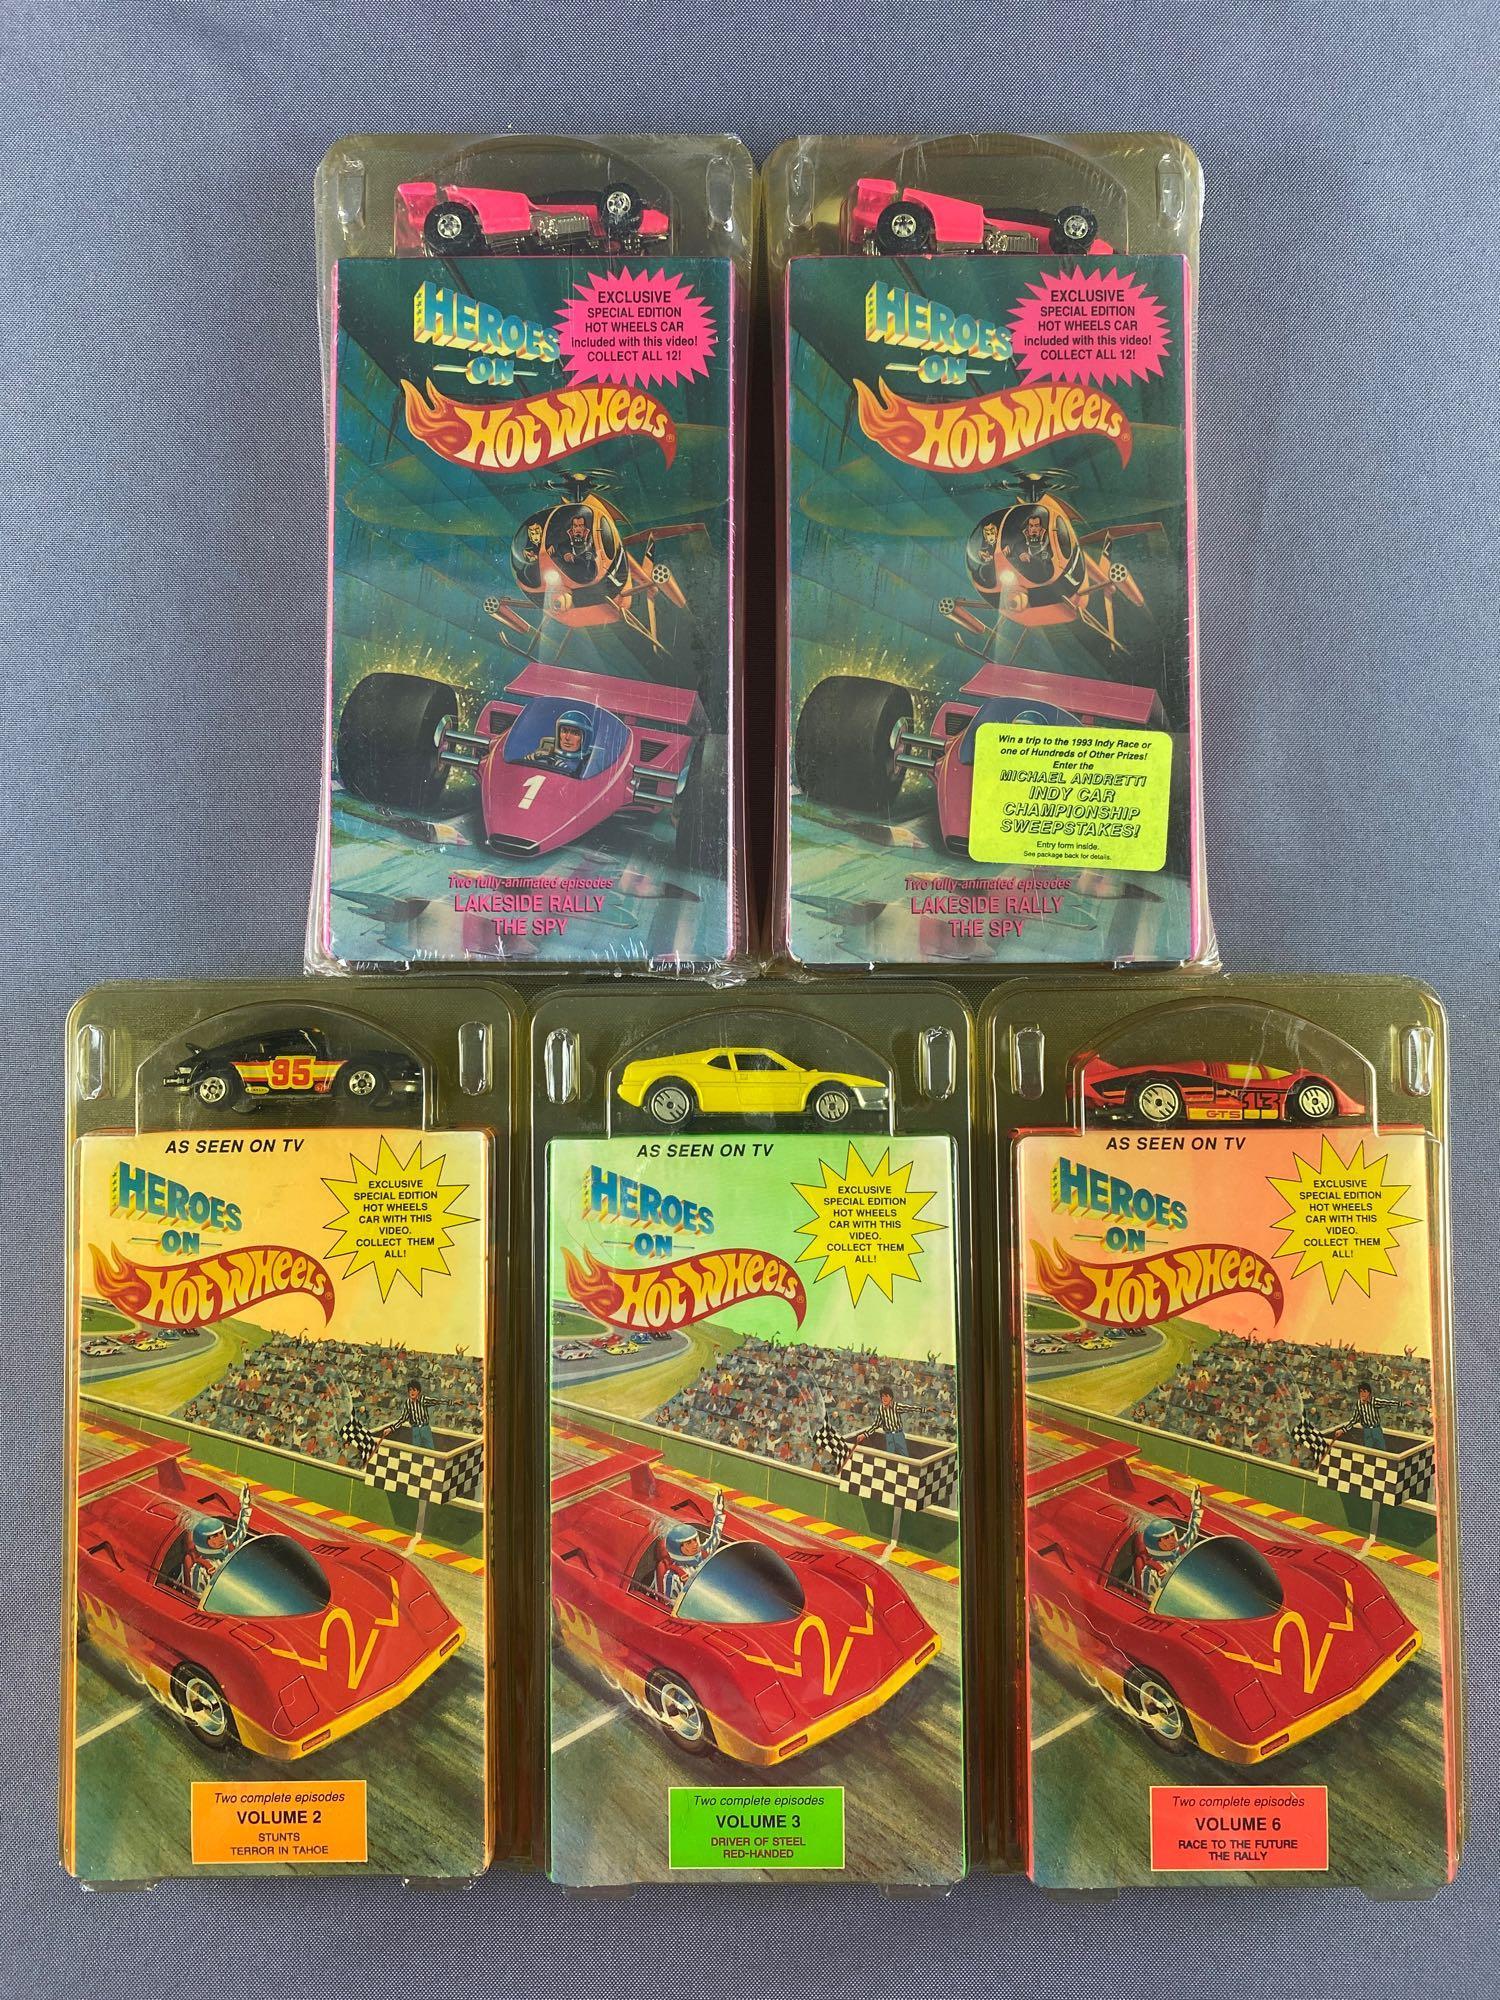 EXCLUSIVE
SPECIAL EDITION
HOT WHEELS CAR
included with this video!
COLLECT ALL 12!
HEROES
ON
HOT WHEELS®
1
Two fully-animated episodes
LAKESIDE RALLY
THE SPY
EXCLUSIVE
SPECIAL EDITION
HOT WHEELS CAR
included with this video!
COLLECT ALL 12!
HEROES
ON
HOT WHEELS®
Win a trip to the 1993 Indy Race or
one of Hundreds of Other Prizes!
Enter the
MICHAEL ANDRETTI
INDY CAR
CHAMPIONSHIP
SWEEPSTAKES!
Entry form inside.
See package back for details.
Two fully-animated episodes
LAKESIDE RALLY
THE SPY
95
AS SEEN ON TV
HEROES
ON
HOT WHEELS®
EXCLUSIVE
SPECIAL EDITION
HOT WHEELS
CAR WITH THIS
VIDEO.
COLLECT THEM
ALL!
2
Two complete episodes
VOLUME 2
STUNTS
TERROR IN TAHOE
AS SEEN ON TV
HEROES
ON
HOT WHEELS®
EXCLUSIVE
SPECIAL EDITION
HOT WHEELS
CAR WITH THIS
VIDEO.
COLLECT THEM
ALL!
2
Two complete episodes
VOLUME 3
DRIVER OF STEEL
RED-HANDED
GTS
13
AS SEEN ON TV
HEROES
ON
HOT WHEELS®
EXCLUSIVE
SPECIAL EDITION
HOT WHEELS
CAR WITH THIS
VIDEO.
COLLECT THEM
ALL!
2
Two complete episodes
VOLUME 6
RACE TO THE FUTURE
THE RALLY